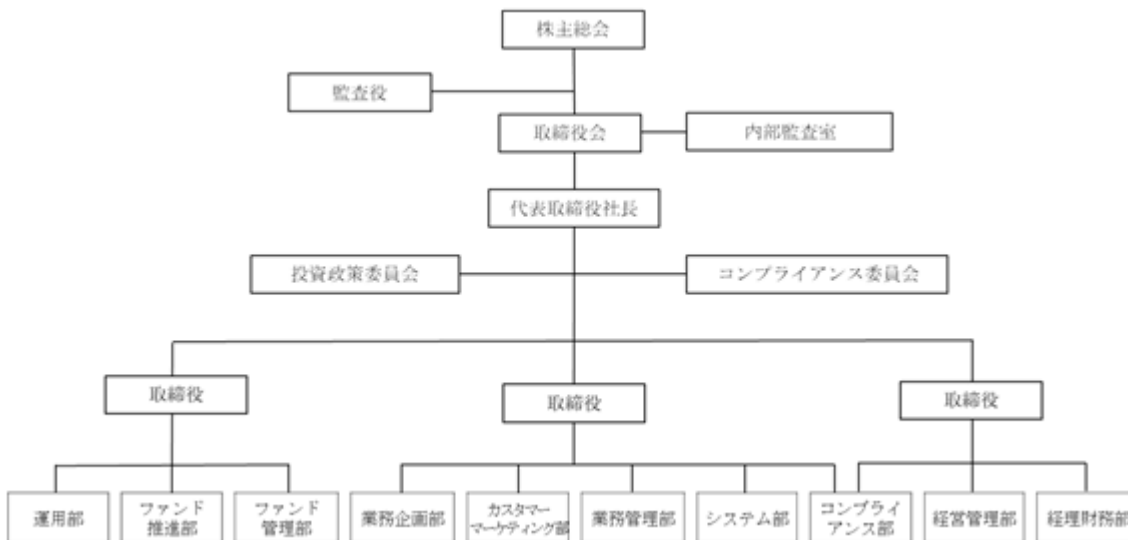 株主総会
監査役
取締役会
内部監査室
代表取締役社長
投資政策委員会
コンプライアンス委員会
取締役
取締役
取締役
運用部
ファンド
推進部
ファンド
管理部
業務企画部
カスタマー
マーケティング部
業務管理部
システム部
コンプライ
アンス部
経営管理部
経理財務部